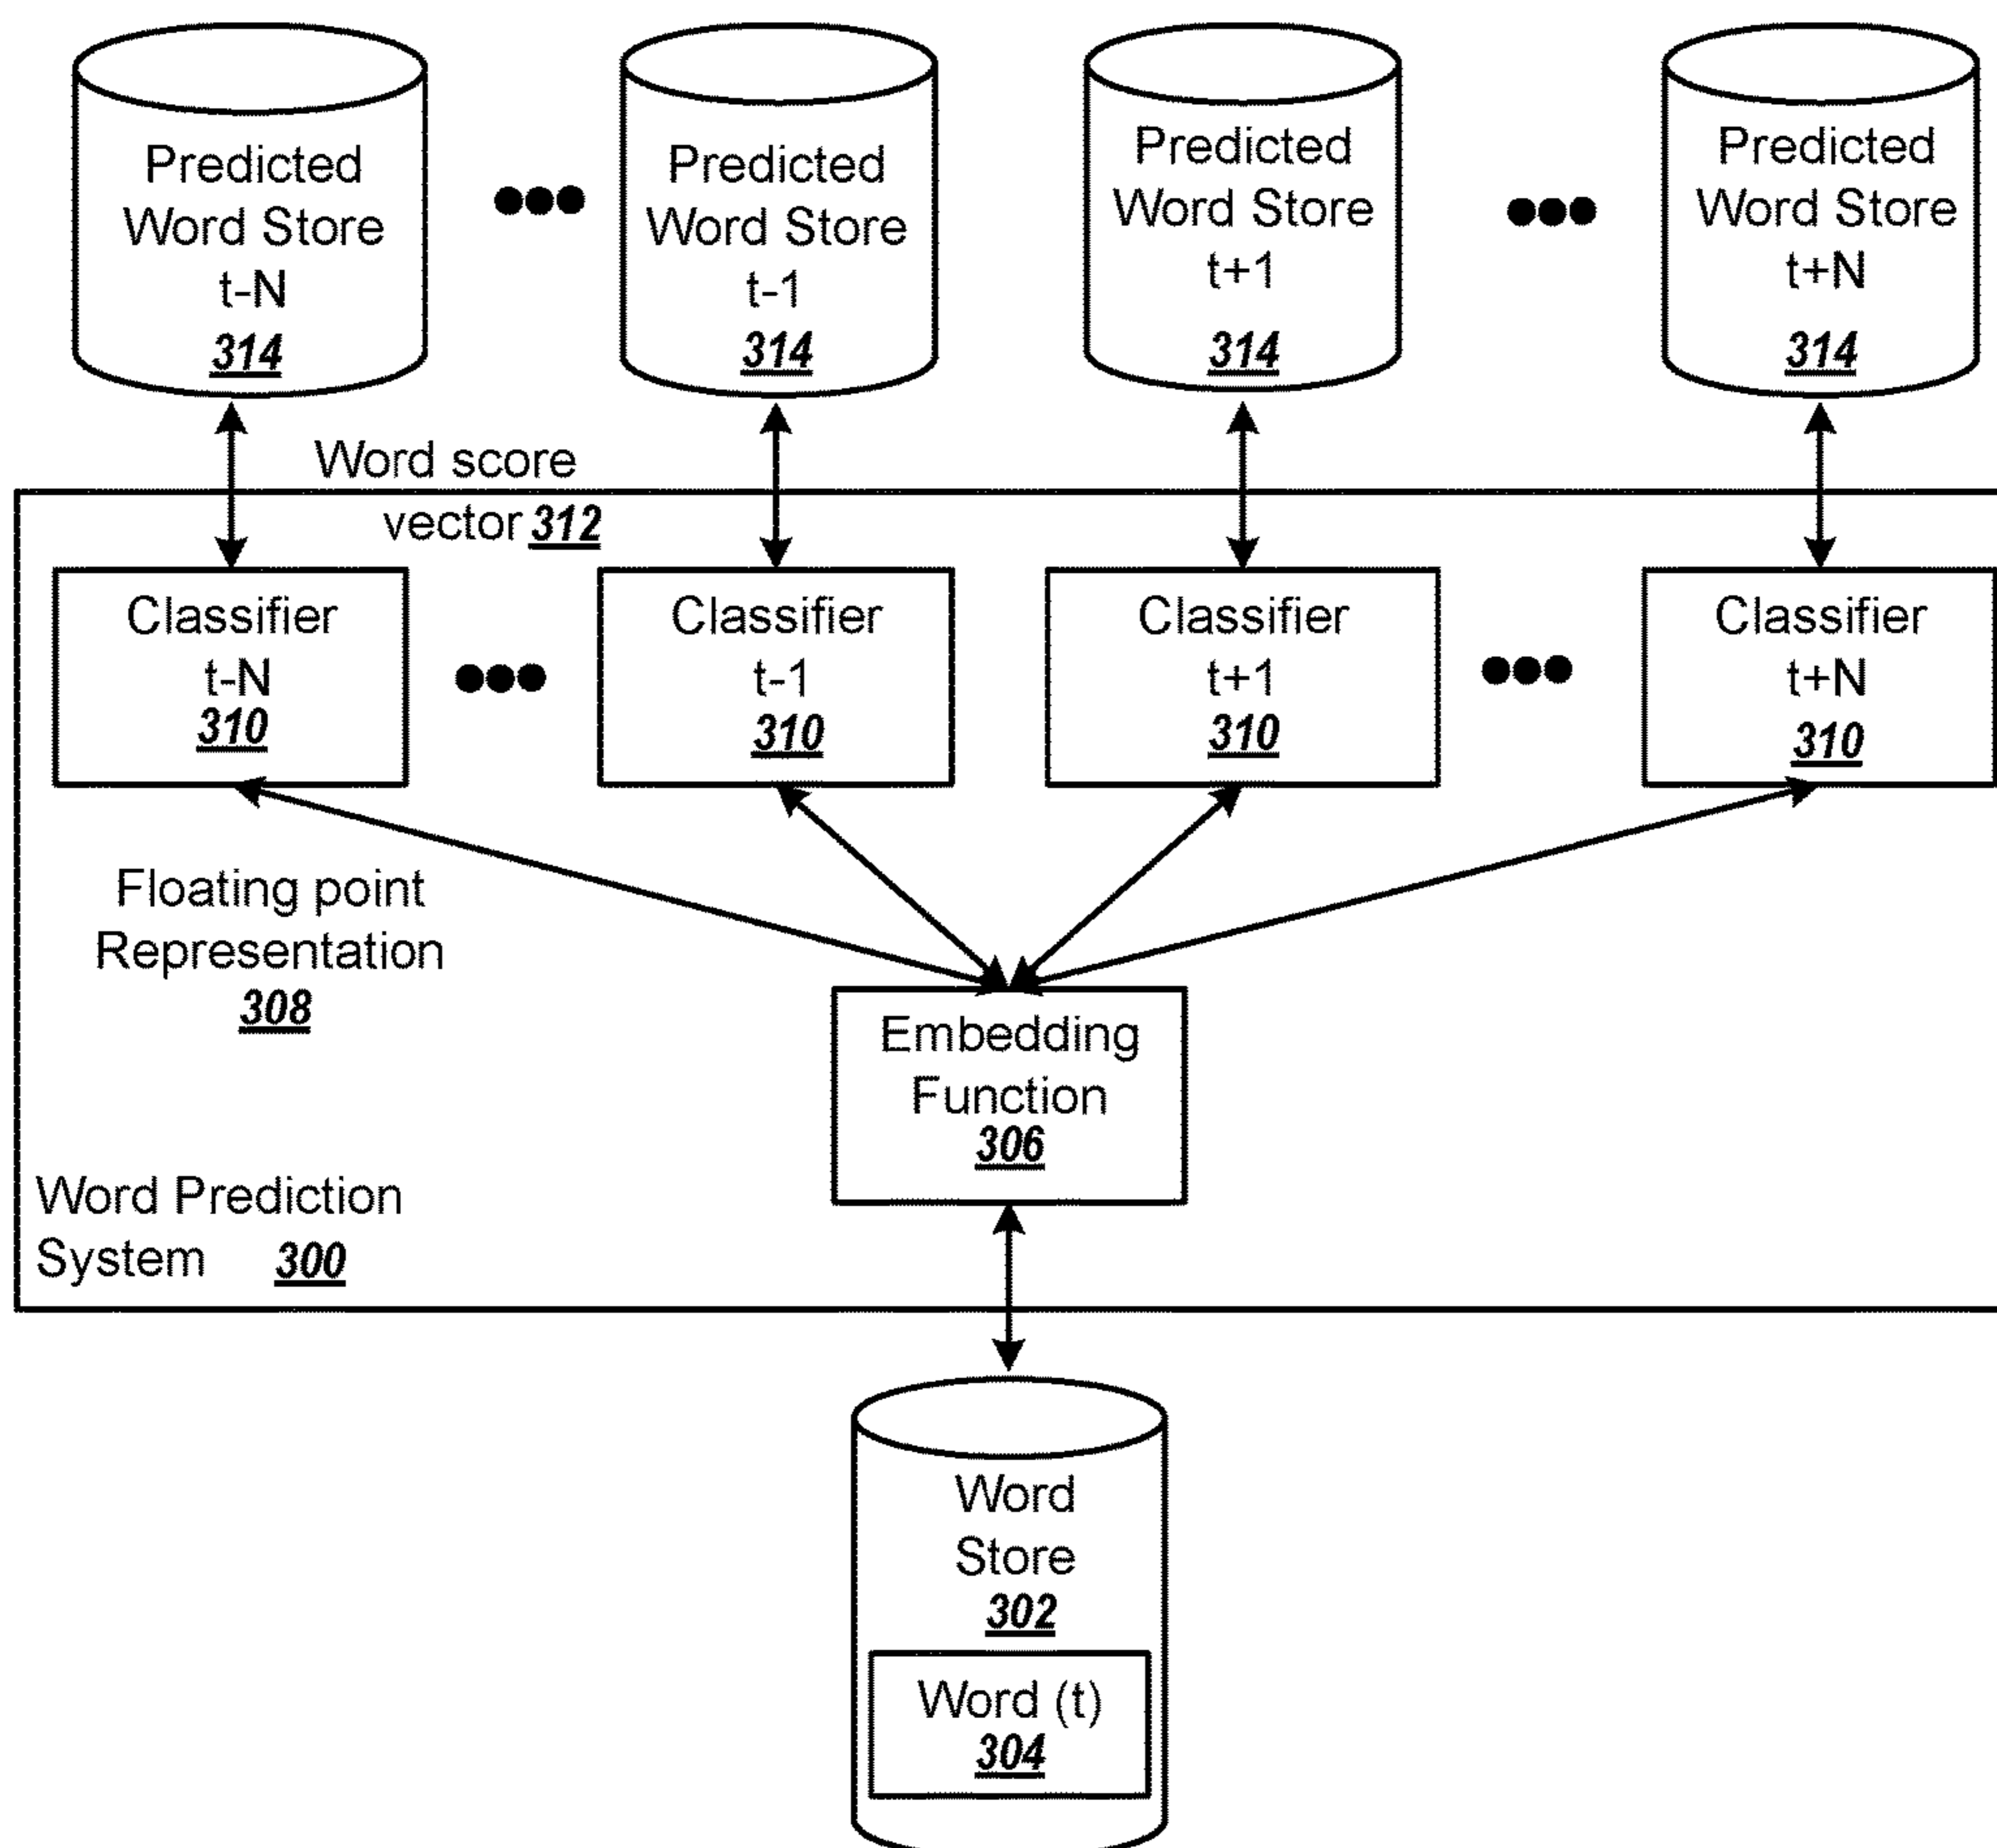 Predicted
Word Store
t-N
314
Predicted
Word Store
t-1
314
Predicted
Word Store
t+1
314
Predicted
Word Store
t+N
314
Word score
vector 312
Classifier
t-N
310
Classifier
t-1
310
Classifier
t+1
310
Classifier
t+N
310
Floating point
Representation
308
Embedding
Function
306
Word Prediction
System 300
Word
Store
302
Word (t)
304